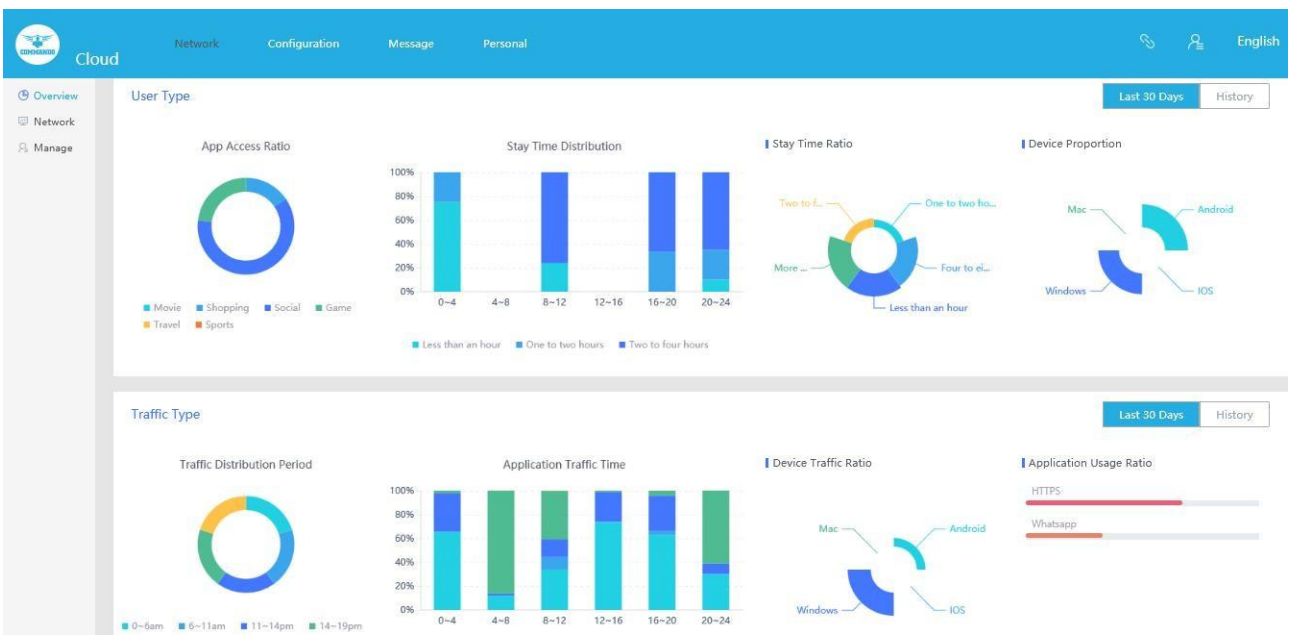 COMMANDO
Cloud
Network Configuration Message Personal English
Overview
Network
Manage
User Type Last 30 Days History
App Access Ratio
Movie Shopping Social Game
Travel Sports
Stay Time Distribution
100%
80%
60%
40%
20%
0%
0~4 4~8 8~12 12~16 16~20 20~24
Less than an hour One to two hours Two to four hours
Stay Time Ratio
Two to f... One to two ho...
More ... Four to ei...
Less than an hour
Device Proportion
Mac Android
Windows IOS
Traffic Type Last 30 Days History
Traffic Distribution Period
0~6am 6~11am 11~14pm 14~19pm
Application Traffic Time
100%
80%
60%
40%
20%
0%
0~4 4~8 8~12 12~16 16~20 20~24
Device Traffic Ratio
Mac Android
Windows IOS
Application Usage Ratio
HTTPS
Whatsapp